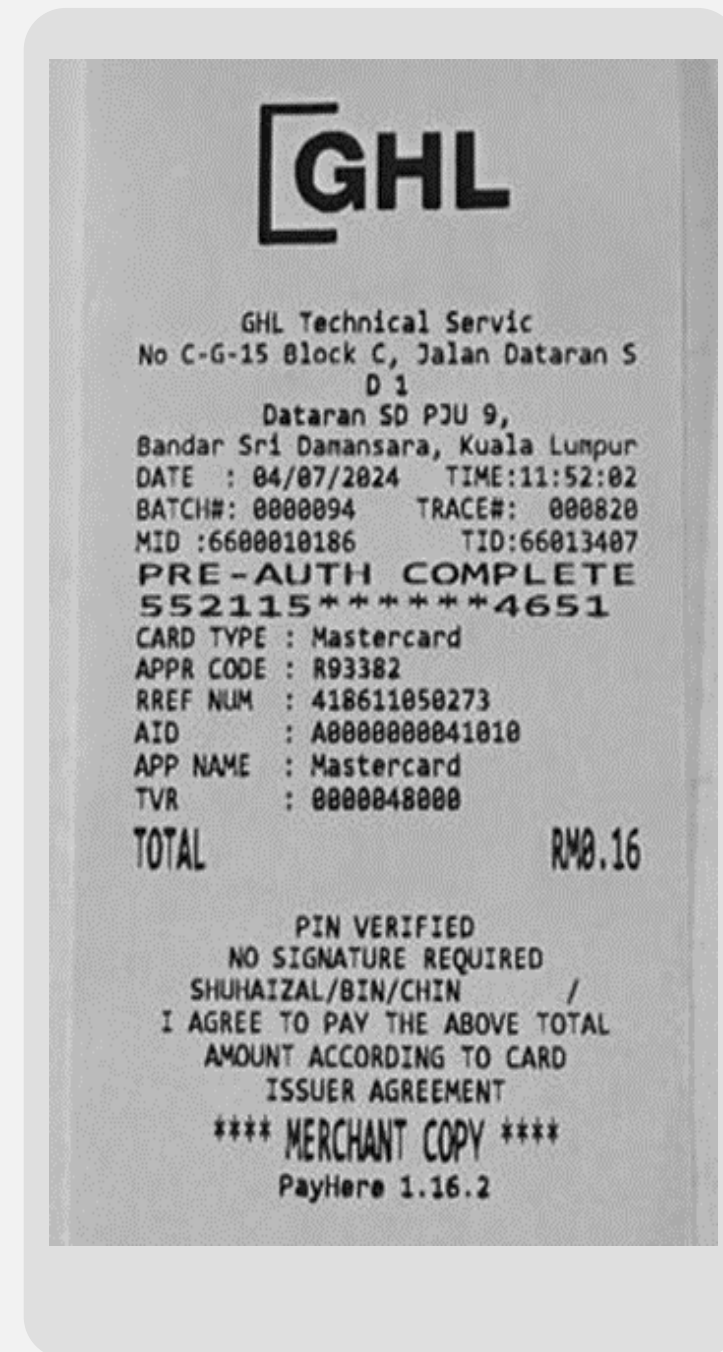 GHL
GHL Technical Servic
No C-G-15 Block C, Jalan Dataran S
D 1
Dataran SD PJU 9,
Bandar Sri Damansara, Kuala Lumpur
DATE : 04/07/2024 TIME:11:52:02
BATCH#: 0000094 TRACE#: 000820
MID :6600010186 TID:66013407
PRE-AUTH COMPLETE
552115******4651
CARD TYPE : Mastercard
APPR CODE : R93382
RREF NUM : 418611050273
AID : A0000000041010
APP NAME : Mastercard
TVR : 0000048000
TOTAL RM0.16
PIN VERIFIED
NO SIGNATURE REQUIRED
SHUHAIZAL/BIN/CHIN /
I AGREE TO PAY THE ABOVE TOTAL
AMOUNT ACCORDING TO CARD
ISSUER AGREEMENT
**** MERCHANT COPY ****
PayHere 1.16.2